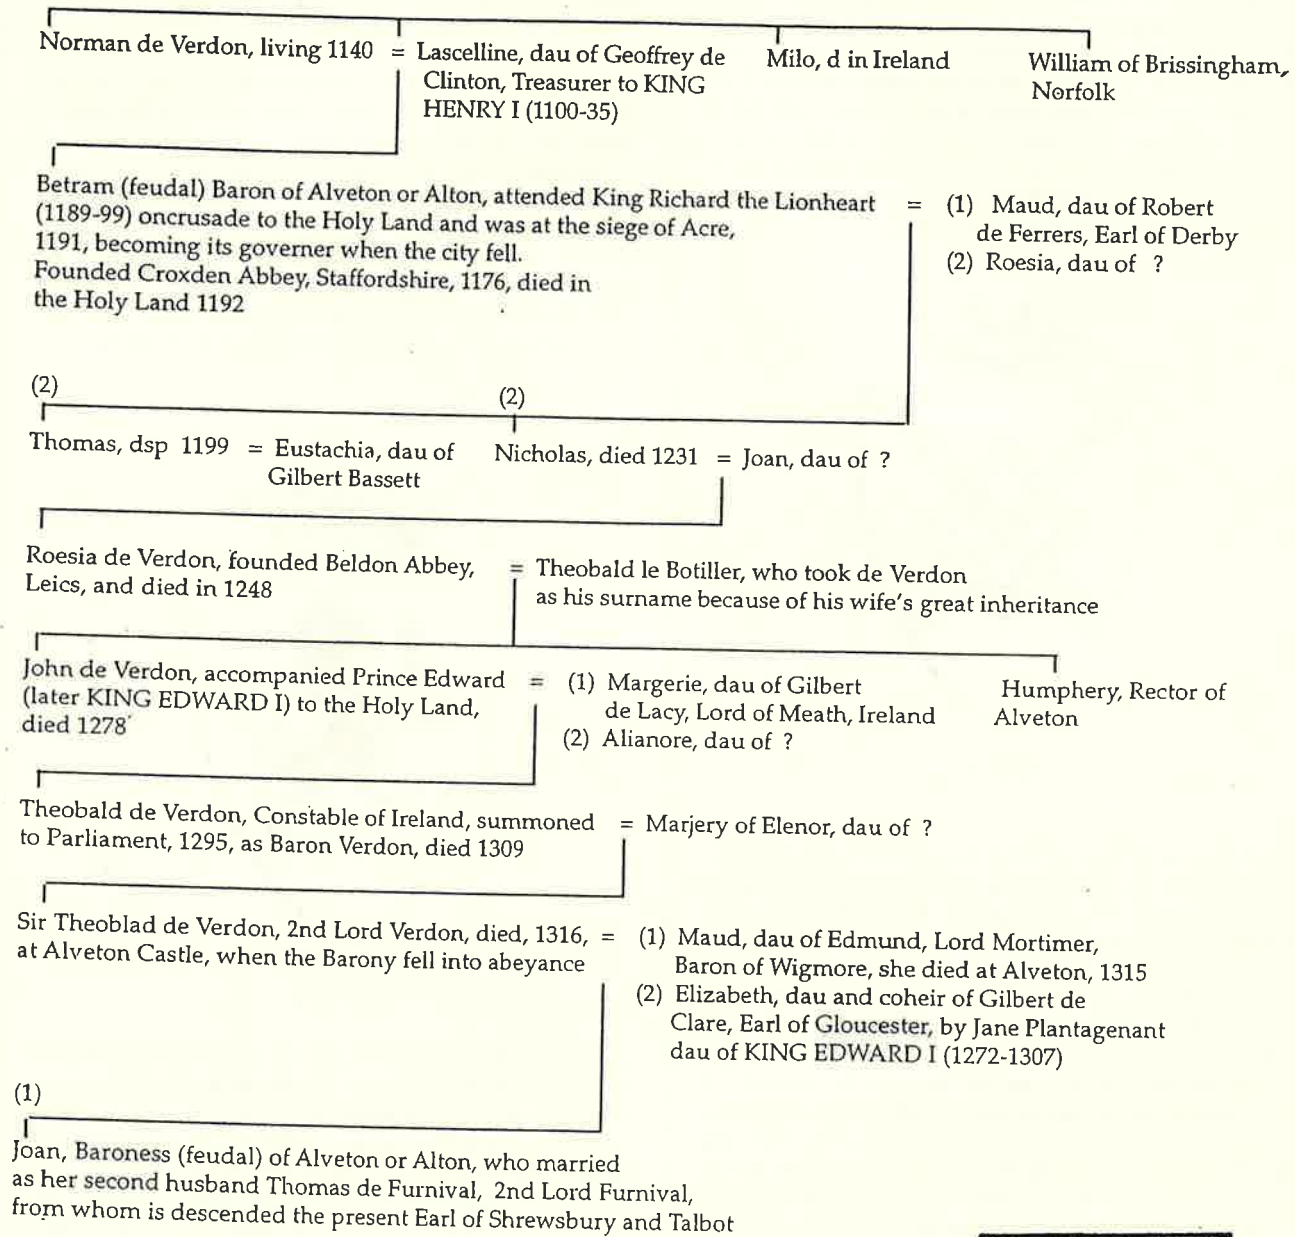 Norman de Verdon, living 1140 = Lascelline, dau of Geoffrey de
Clinton, Treasurer to KING
HENRY I (1100-35)
Milo, d in Ireland
William of Brissingham,
Norfolk
Betram (feudal) Baron of Alveton or Alton, attended King Richard the Lionheart =
(1189-99) oncrusade to the Holy Land and was at the siege of Acre,
1191, becoming its governer when the city fell.
Founded Croxden Abbey, Staffordshire, 1176, died in
the Holy Land 1192
(1) Maud, dau of Robert
de Ferrers, Earl of Derby
(2) Roesia, dau of ?
(2)
(2)
Thomas, dsp 1199 = Eustachia, dau of
Gilbert Bassett
Nicholas, died 1231 = Joan, dau of ?
Roesia de Verdon, founded Beldon Abbey, =
Leics, and died in 1248
Theobald le Botiller, who took de Verdon
as his surname because of his wife's great inheritance
John de Verdon, accompanied Prince Edward =
(later KING EDWARD I) to the Holy Land,
died 1278
(1) Margerie, dau of Gilbert
de Lacy, Lord of Meath, Ireland
(2) Alianore, dau of ?
Humphery, Rector of
Alveton
Theobald de Verdon, Constable of Ireland, summoned = Marjery of Elenor, dau of ?
to Parliament, 1295, as Baron Verdon, died 1309
Sir Theoblad de Verdon, 2nd Lord Verdon, died, 1316, =
at Alveton Castle, when the Barony fell into abeyance
(1) Maud, dau of Edmund, Lord Mortimer,
Baron of Wigmore, she died at Alveton, 1315
(2) Elizabeth, dau and coheir of Gilbert de
Clare, Earl of Gloucester, by Jane Plantagenant
dau of KING EDWARD I (1272-1307)
(1)
Joan, Baroness (feudal) of Alveton or Alton, who married
as her second husband Thomas de Furnival, 2nd Lord Furnival,
from whom is descended the present Earl of Shrewsbury and Talbot